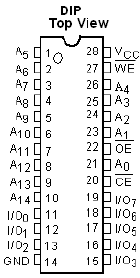 DIP
Top View
A5 1 28 VCC
A6 2 27 WE
A7 3 26 A4
A8 4 25 A3
A9 5 24 A2
A10 6 23 A1
A11 7 22 OE
A12 8 21 A0
A13 9 20 CE
A14 10 19 I/O7
I/O0 11 18 I/O6
I/O1 12 17 I/O5
I/O2 13 16 I/O4
GND 14 15 I/O3